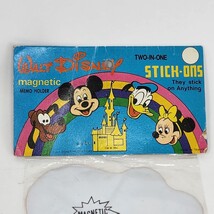 Walt Disney
magnetic
MEMO HOLDER
TWO-IN-ONE
STICK-ONS
They stick
on Anything
MAGNETIC